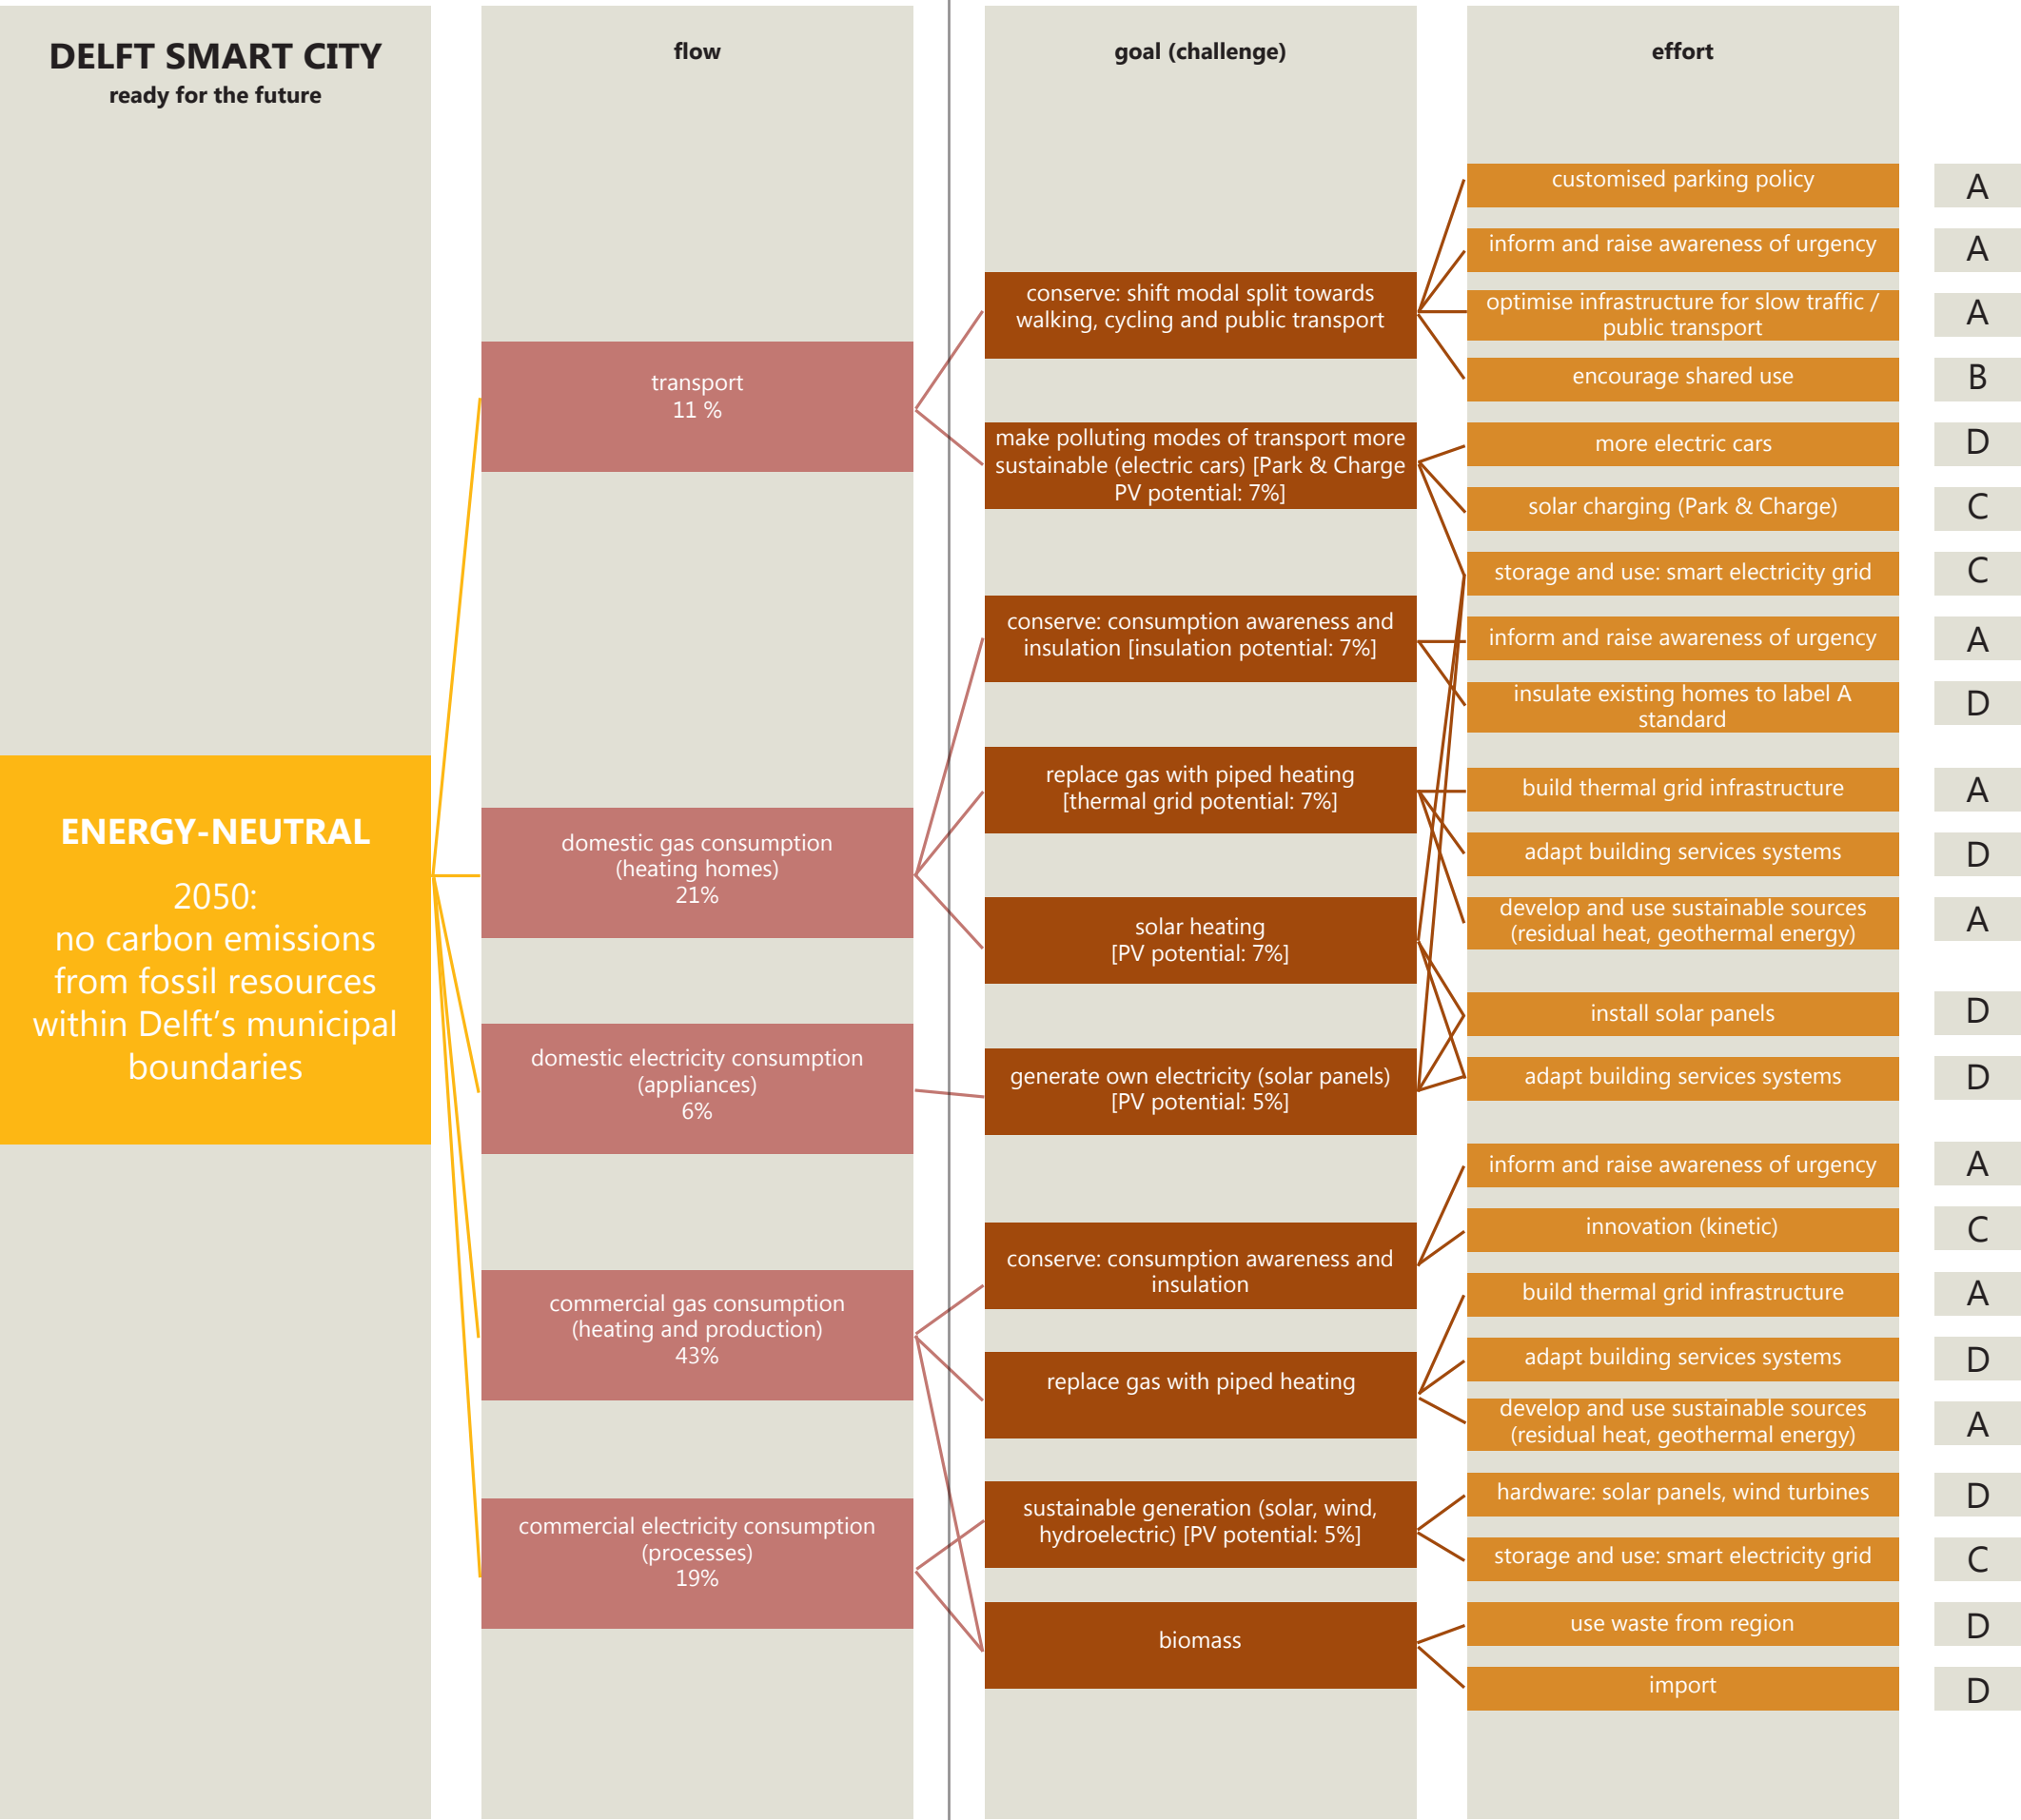 DELFT SMART CITY
ready for the future
ENERGY-NEUTRAL
2050:
no carbon emissions
from fossil resources
within Delft's municipal
boundaries
flow
transport
11 %
domestic gas consumption
(heating homes)
21%
domestic electricity consumption
(appliances)
6%
commercial gas consumption
(heating and production)
43%
commercial electricity consumption
(processes)
19%
goal (challenge)
conserve: shift modal split towards
walking, cycling and public transport
make polluting modes of transport more
sustainable (electric cars) [Park & Charge
PV potential: 7%]
conserve: consumption awareness and
insulation [insulation potential: 7%]
replace gas with piped heating
[thermal grid potential: 7%]
solar heating
[PV potential: 7%]
generate own electricity (solar panels)
[PV potential: 5%]
conserve: consumption awareness and
insulation
replace gas with piped heating
sustainable generation (solar, wind,
hydroelectric) [PV potential: 5%]
biomass
effort
customised parking policy
A
inform and raise awareness of urgency
A
optimise infrastructure for slow traffic /
public transport
A
encourage shared use
B
more electric cars
D
solar charging (Park & Charge)
C
storage and use: smart electricity grid
C
inform and raise awareness of urgency
A
insulate existing homes to label A
standard
D
build thermal grid infrastructure
A
adapt building services systems
D
develop and use sustainable sources
(residual heat, geothermal energy)
A
install solar panels
D
adapt building services systems
D
inform and raise awareness of urgency
A
innovation (kinetic)
C
build thermal grid infrastructure
A
adapt building services systems
D
develop and use sustainable sources
(residual heat, geothermal energy)
A
hardware: solar panels, wind turbines
D
storage and use: smart electricity grid
C
use waste from region
D
import
D